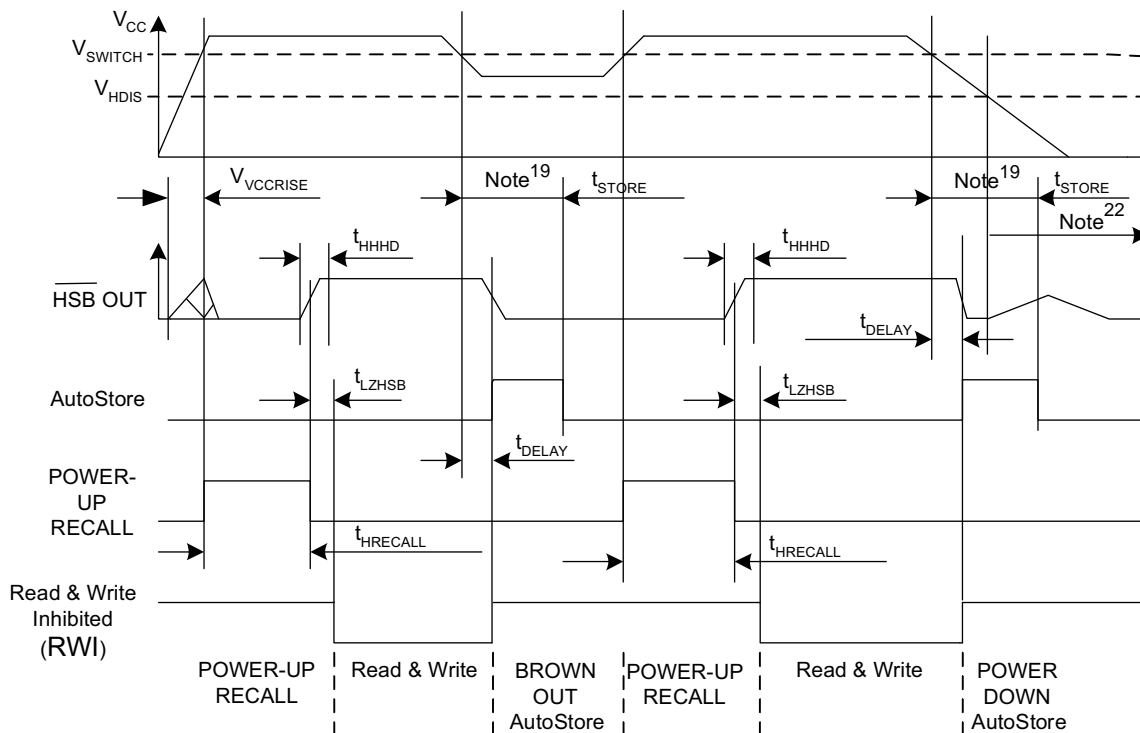 VCC
VSWITCH
VHDIS
VVCCRISE
Note19
tSTORE
Note19
tSTORE
Note22
tHHHD
tHHHD
HSB OUT
tDELAY
tLZHSB
tLZHSB
AutoStore
tDELAY
POWER-
UP
RECALL
tHRECALL
tHRECALL
Read & Write
Inhibited
(RWI)
POWER-UP
RECALL
Read & Write
BROWN
OUT
AutoStore
POWER-UP
RECALL
Read & Write
POWER
DOWN
AutoStore